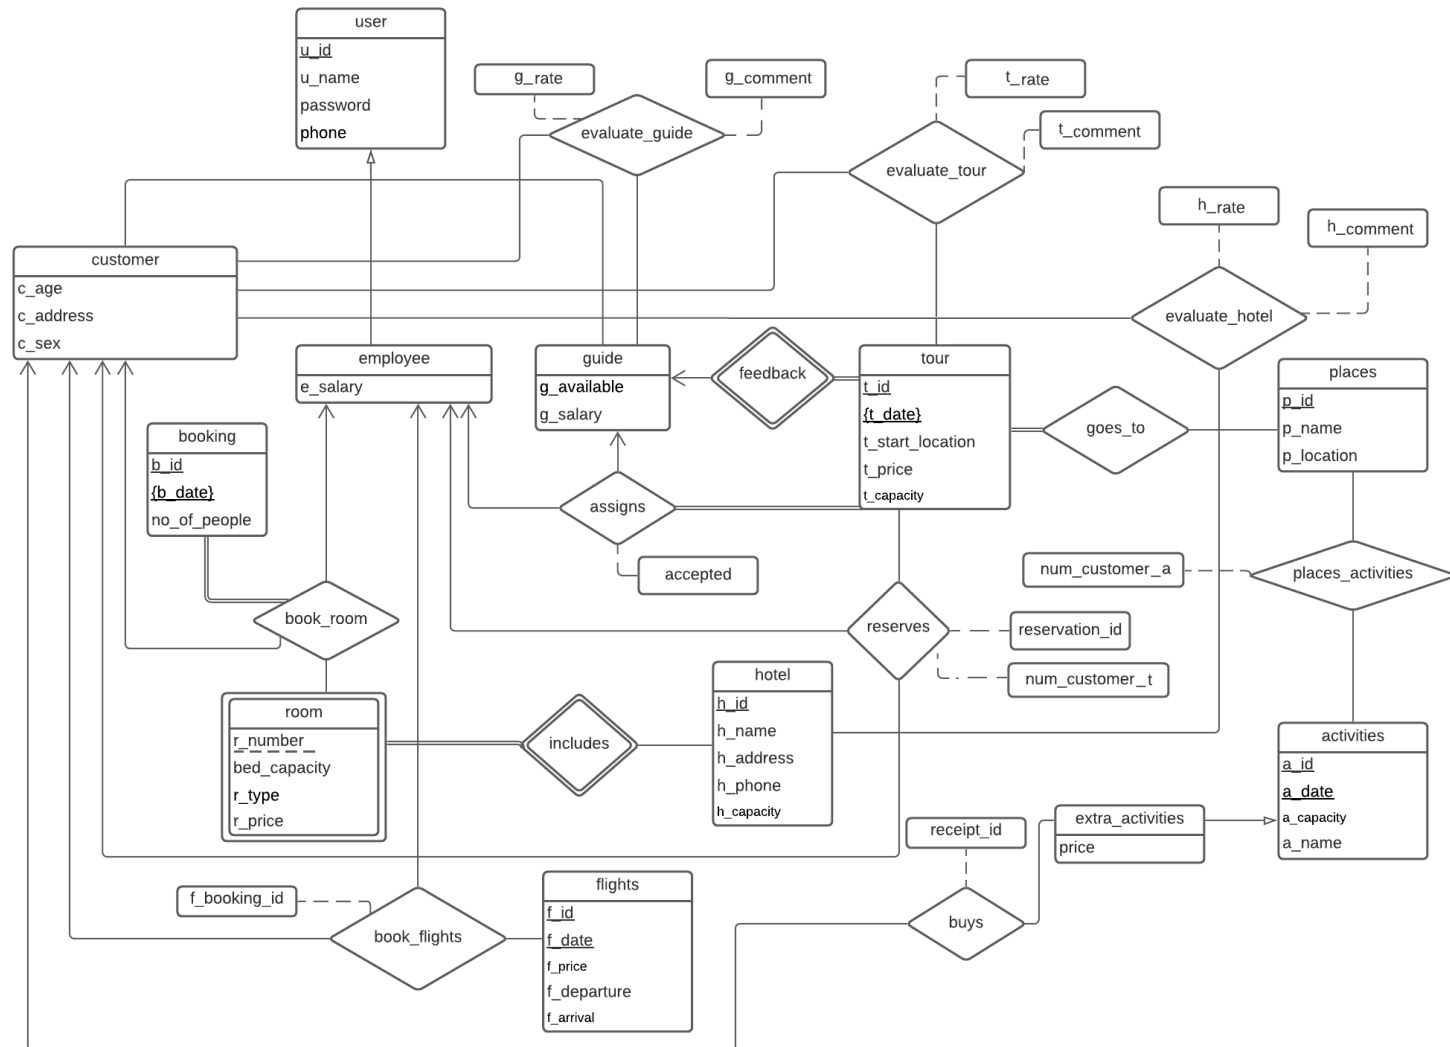 user
u_id
u_name
password
phone
g_rate
g_comment
evaluate_guide
t_rate
t_comment
evaluate_tour
h_rate
h_comment
evaluate_hotel
customer
c_age
c_address
c_sex
employee
e_salary
guide
g_available
g_salary
feedback
tour
t_id
{t_date}
t_start_location
t_price
t_capacity
goes_to
places
p_id
p_name
p_location
booking
b_id
{b_date}
no_of_people
assigns
accepted
num_customer_a
places_activities
book_room
reserves
reservation_id
num_customer_t
room
r_number
bed_capacity
r_type
r_price
includes
hotel
h_id
h_name
h_address
h_phone
h_capacity
activities
a_id
a_date
a_capacity
a_name
extra_activities
price
receipt_id
buys
f_booking_id
book_flights
flights
f_id
f_date
f_price
f_departure
f_arrival